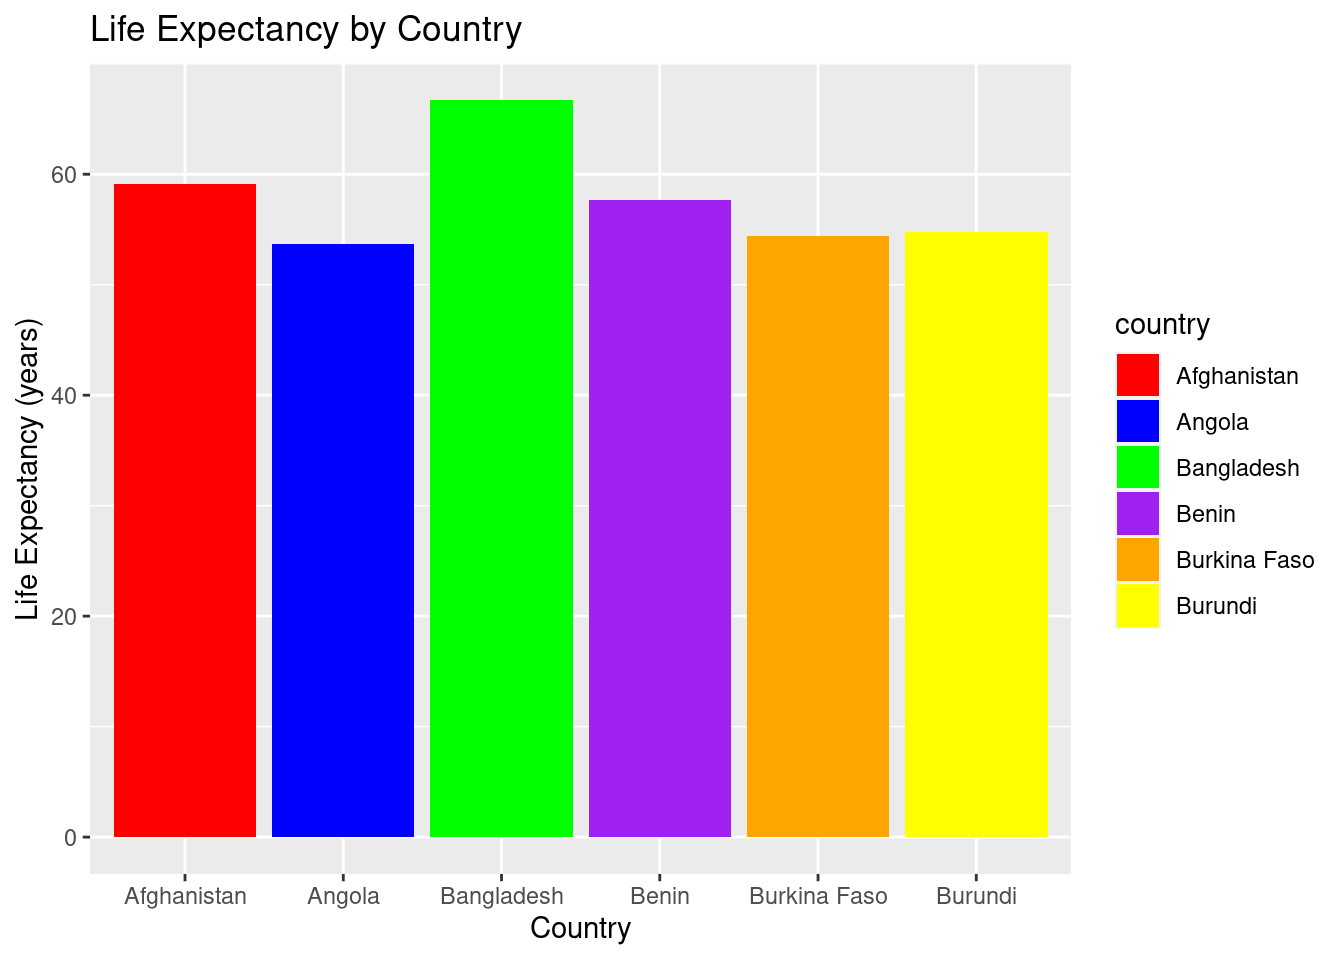 Life Expectancy by Country
Life Expectancy (years)
60
40
20
0
Afghanistan Angola Bangladesh Benin Burkina Faso Burundi
Country
country
Afghanistan
Angola
Bangladesh
Benin
Burkina Faso
Burundi